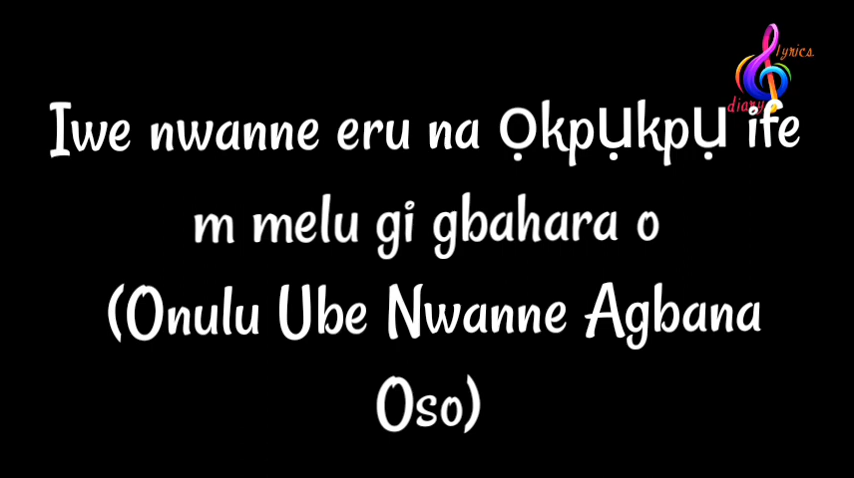 lyrics
diary
Iwe nwanne eru na ọkpụkpụ ife
m melu gi gbahara o
(Onulu Ube Nwanne Agbana
Oso)